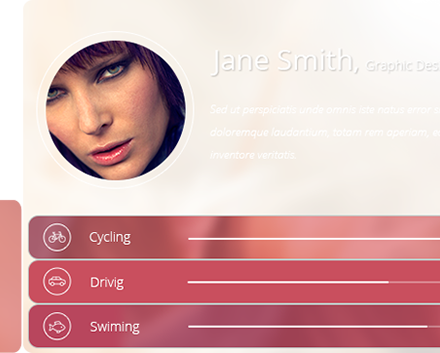 Jane Smith, Graphic Des
Sed ut perspiciatis unde omnis iste natus error s
doloremque laudantium, totam rem aperiam, e
inventore veritatis.
Cycling
Drivig
Swiming